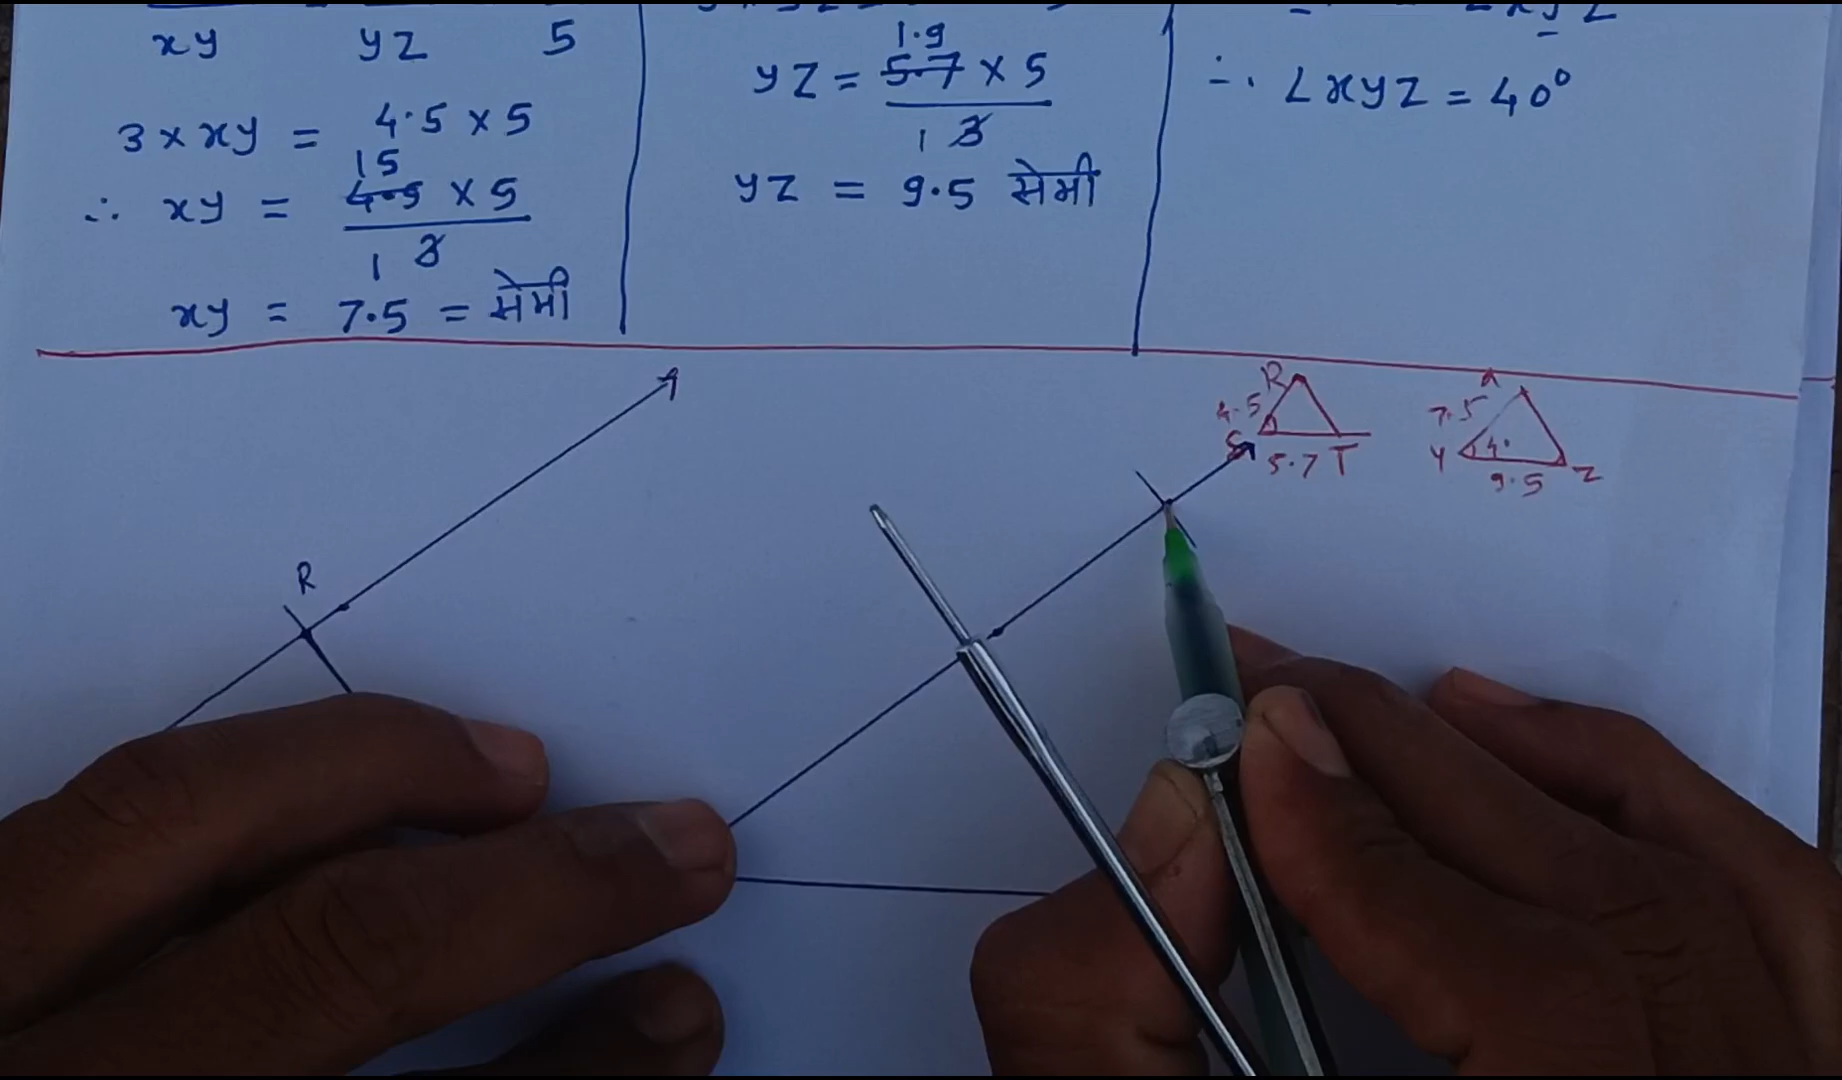 xy yz 5
3 × xy = 4.5 × 5
15
∴ xy = 4.5 × 5
1 3
xy = 7.5 = सेमी
1.9
yz = 5.7 × 5
1 3
yz = 9.5 सेमी
∴ ∠xyz = 40°
R
4.5
S 5.7 T
x
7.5
Y 40 Z
9.5
R